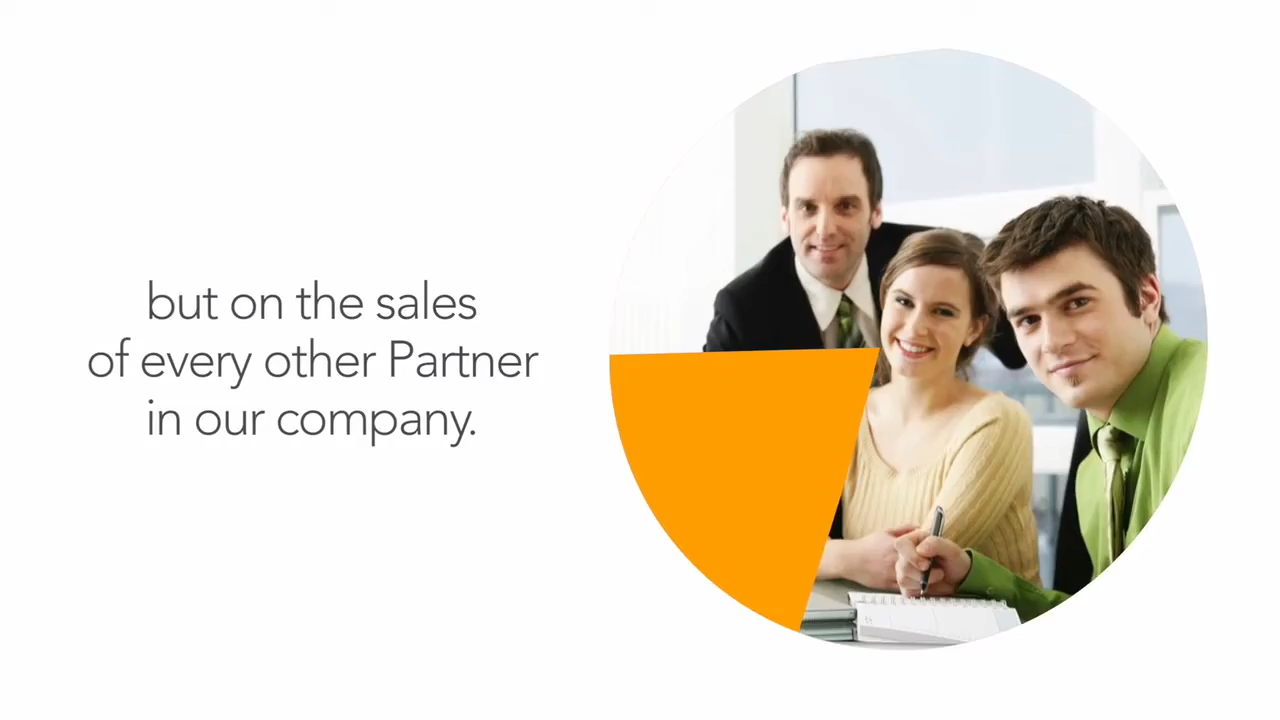 but on the sales
of every other Partner
in our company.